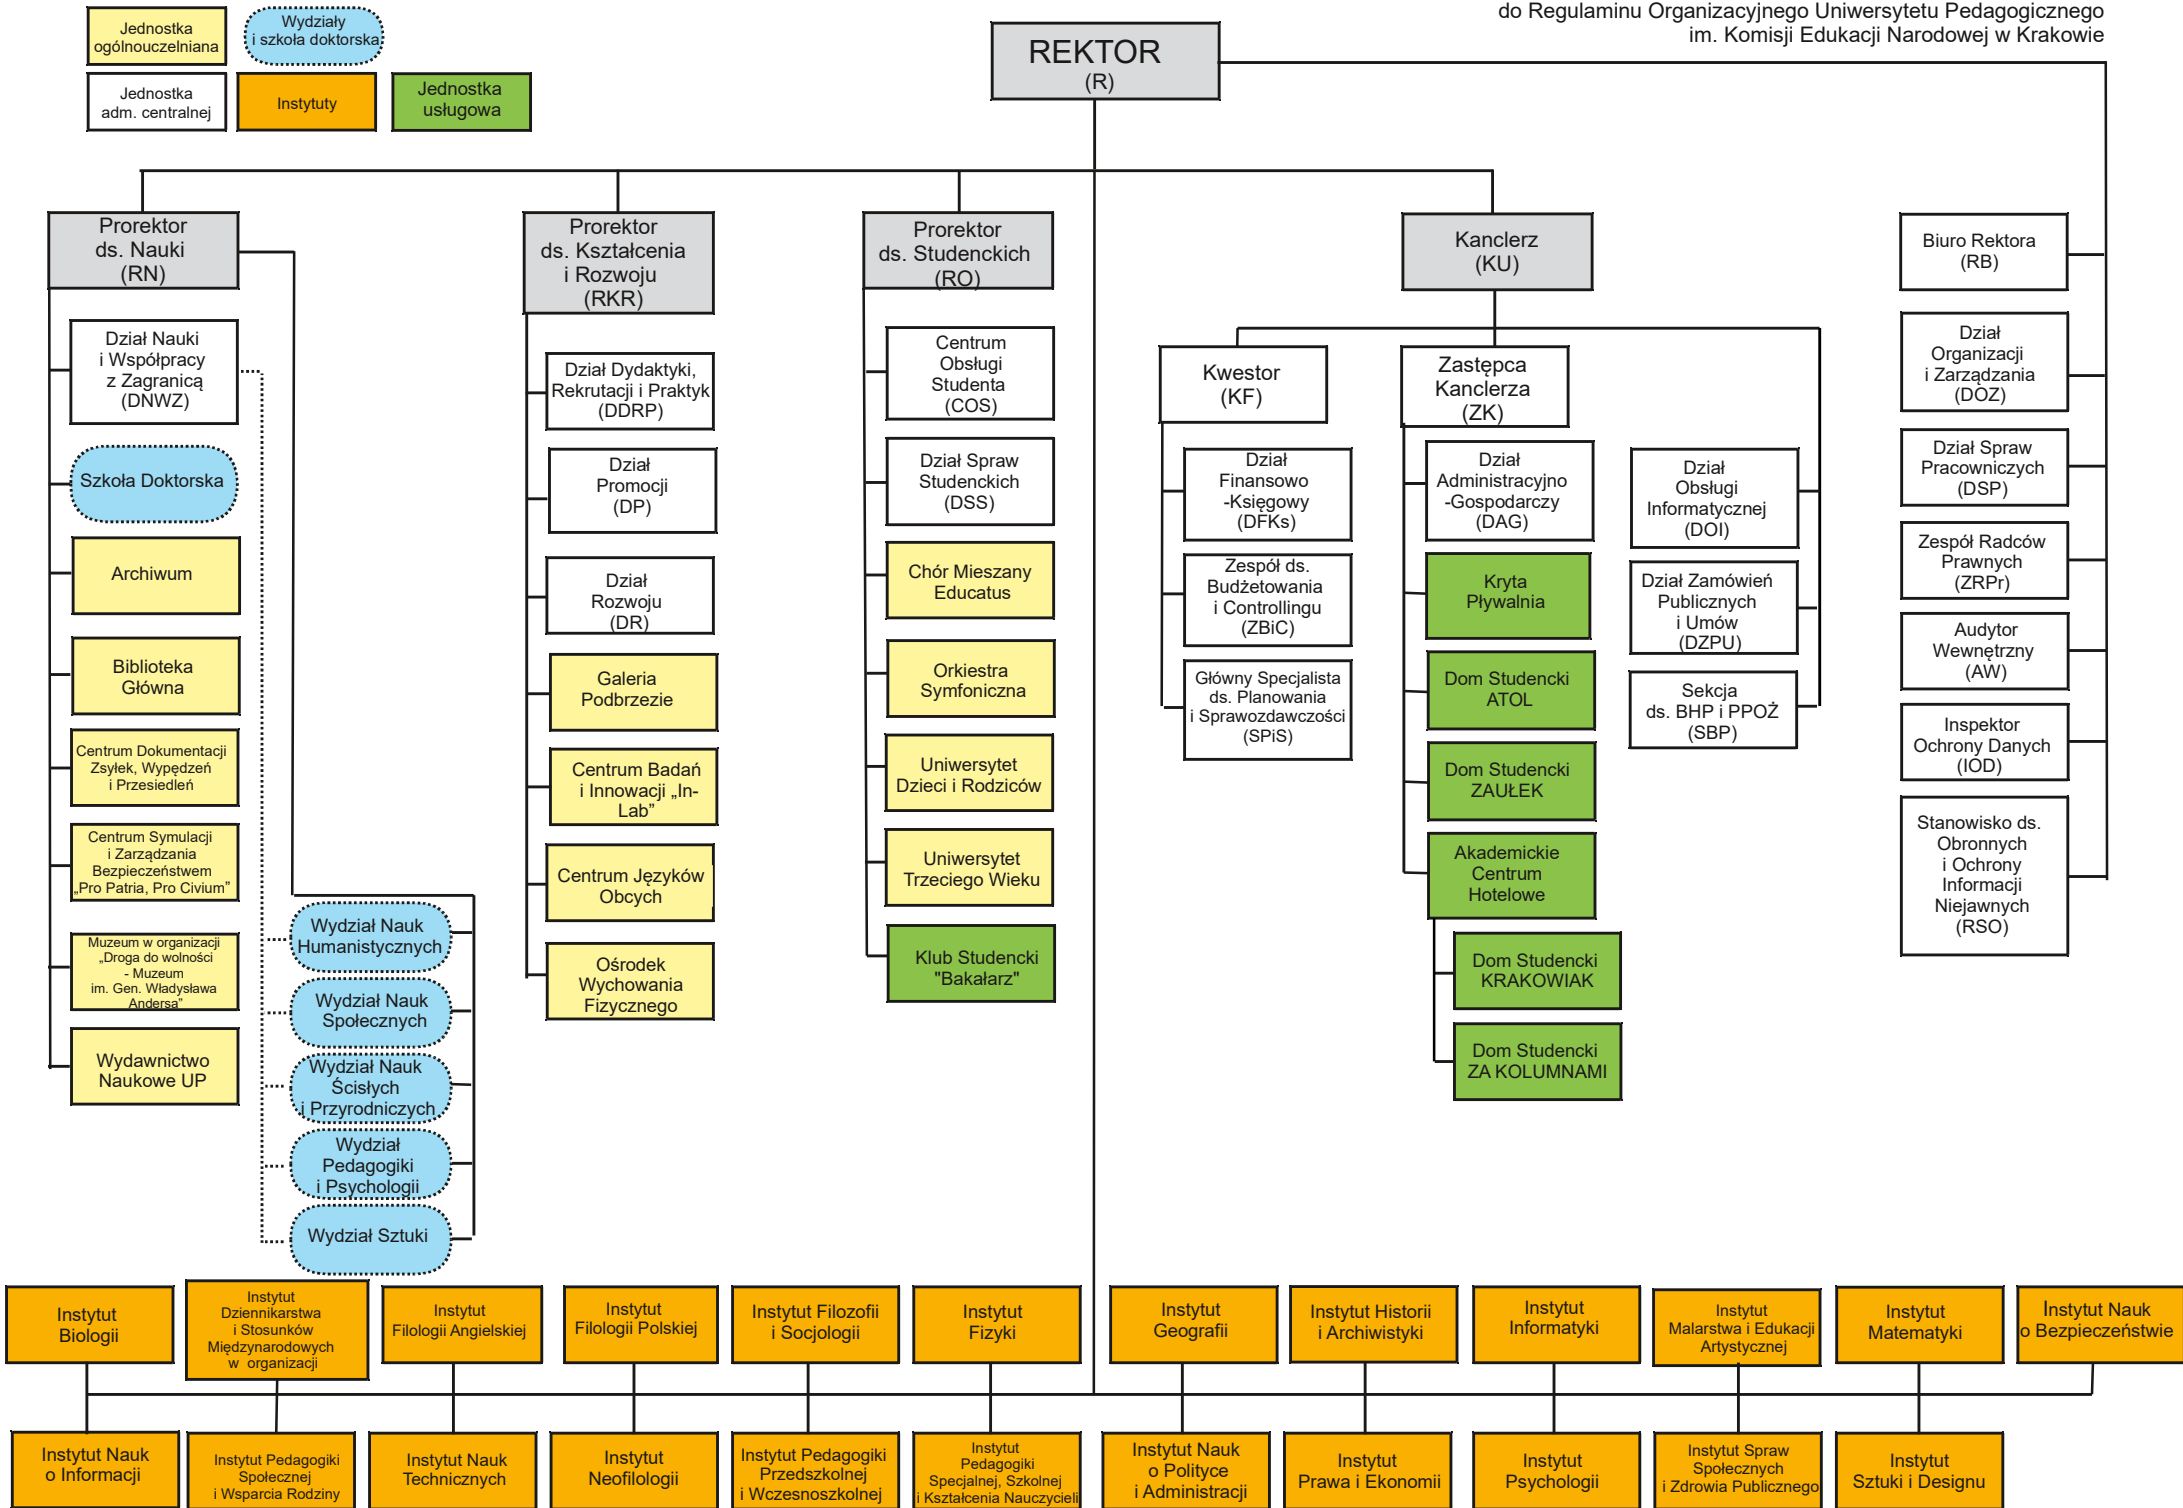 do Regulaminu Organizacyjnego Uniwersytetu Pedagogicznego
im. Komisji Edukacji Narodowej w Krakowie
Jednostka
ogólnouczelniana
Wydziały
i szkoła doktorska
Jednostka
adm. centralnej
Instytuty
Jednostka
usługowa
REKTOR
(R)
Prorektor
ds. Nauki
(RN)
Prorektor
ds. Kształcenia
i Rozwoju
(RKR)
Prorektor
ds. Studenckich
(RO)
Kanclerz
(KU)
Dział Nauki
i Współpracy
z Zagranicą
(DNWZ)
Szkoła Doktorska
Archiwum
Biblioteka
Główna
Centrum Dokumentacji
Zsyłek, Wypędzeń
i Przesiedleń
Centrum Symulacji
i Zarządzania
Bezpieczeństwem
„Pro Patria, Pro Civium”
Muzeum w organizacji
„Droga do wolności
- Muzeum
im. Gen. Władysława
Andersa”
Wydawnictwo
Naukowe UP
Wydział Nauk
Humanistycznych
Wydział Nauk
Społecznych
Wydział Nauk
Ścisłych
i Przyrodniczych
Wydział
Pedagogiki
i Psychologii
Wydział Sztuki
Dział Dydaktyki,
Rekrutacji i Praktyk
(DDRP)
Dział
Promocji
(DP)
Dział
Rozwoju
(DR)
Galeria
Podbrzezie
Centrum Badań
i Innowacji „In-
Lab”
Centrum Języków
Obcych
Ośrodek
Wychowania
Fizycznego
Centrum
Obsługi
Studenta
(COS)
Dział Spraw
Studenckich
(DSS)
Chór Mieszany
Educatus
Orkiestra
Symfoniczna
Uniwersytet
Dzieci i Rodziców
Uniwersytet
Trzeciego Wieku
Klub Studencki
"Bakałarz"
Kwestor
(KF)
Dział
Finansowo
-Księgowy
(DFKs)
Zespół ds.
Budżetowania
i Controllingu
(ZBiC)
Główny Specjalista
ds. Planowania
i Sprawozdawczości
(SPiS)
Zastępca
Kanclerza
(ZK)
Dział
Administracyjno
-Gospodarczy
(DAG)
Kryta
Pływalnia
Dom Studencki
ATOL
Dom Studencki
ZAUŁEK
Akademickie
Centrum
Hotelowe
Dom Studencki
KRAKOWIAK
Dom Studencki
ZA KOLUMNAMI
Dział
Obsługi
Informatycznej
(DOI)
Dział Zamówień
Publicznych
i Umów
(DZPU)
Sekcja
ds. BHP i PPOŻ
(SBP)
Biuro Rektora
(RB)
Dział
Organizacji
i Zarządzania
(DOZ)
Dział Spraw
Pracowniczych
(DSP)
Zespół Radców
Prawnych
(ZRPr)
Audytor
Wewnętrzny
(AW)
Inspektor
Ochrony Danych
(IOD)
Stanowisko ds.
Obronnych
i Ochrony
Informacji
Niejawnych
(RSO)
Instytut
Biologii
Instytut
Dziennikarstwa
i Stosunków
Międzynarodowych
w organizacji
Instytut
Filologii Angielskiej
Instytut
Filologii Polskiej
Instytut Filozofii
i Socjologii
Instytut
Fizyki
Instytut
Geografii
Instytut Historii
i Archiwistyki
Instytut
Informatyki
Instytut
Malarstwa i Edukacji
Artystycznej
Instytut
Matematyki
Instytut Nauk
o Bezpieczeństwie
Instytut Nauk
o Informacji
Instytut Pedagogiki
Społecznej
i Wsparcia Rodziny
Instytut Nauk
Technicznych
Instytut
Neofilologii
Instytut Pedagogiki
Przedszkolnej
i Wczesnoszkolnej
Instytut
Pedagogiki
Specjalnej, Szkolnej
i Kształcenia Nauczycieli
Instytut Nauk
o Polityce
i Administracji
Instytut
Prawa i Ekonomii
Instytut
Psychologii
Instytut Spraw
Społecznych
i Zdrowia Publicznego
Instytut
Sztuki i Designu